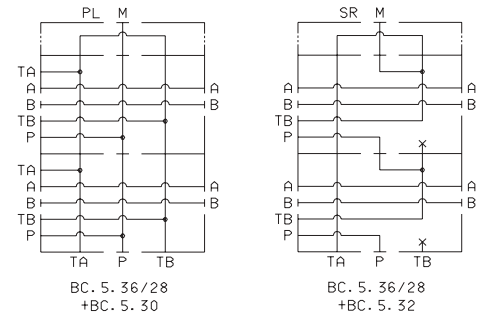 PL M
SR M
TA
A A
B B
TB
P
TA
A A
B B
TB
P
TA P TB
BC.5.36/28
+BC.5.30
A A
B B
TB
P
A A
B B
TB
P
TA P TB
BC.5.36/28
+BC.5.32